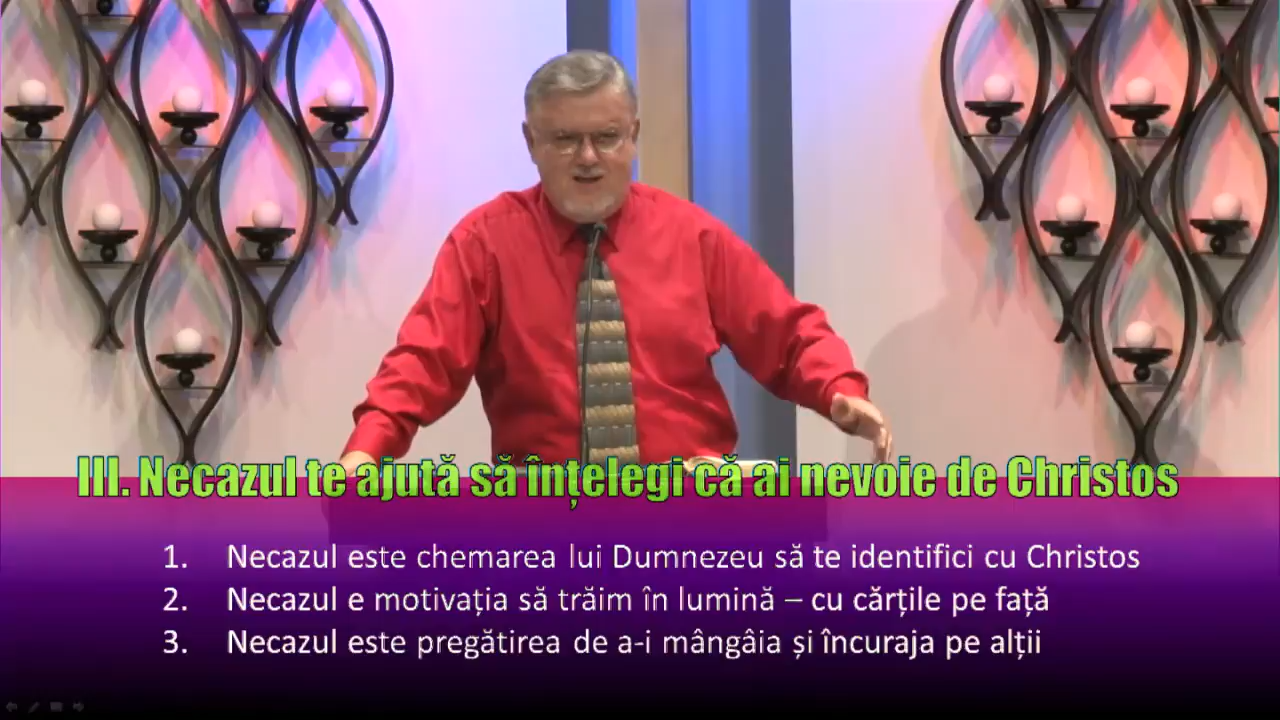 III. Necazul te ajută să înțelegi că ai nevoie de Christos
1. Necazul este chemarea lui Dumnezeu să te identifici cu Christos
2. Necazul e motivația să trăim în lumină – cu cărțile pe față
3. Necazul este pregătirea de a-i mângâia și încuraja pe alții